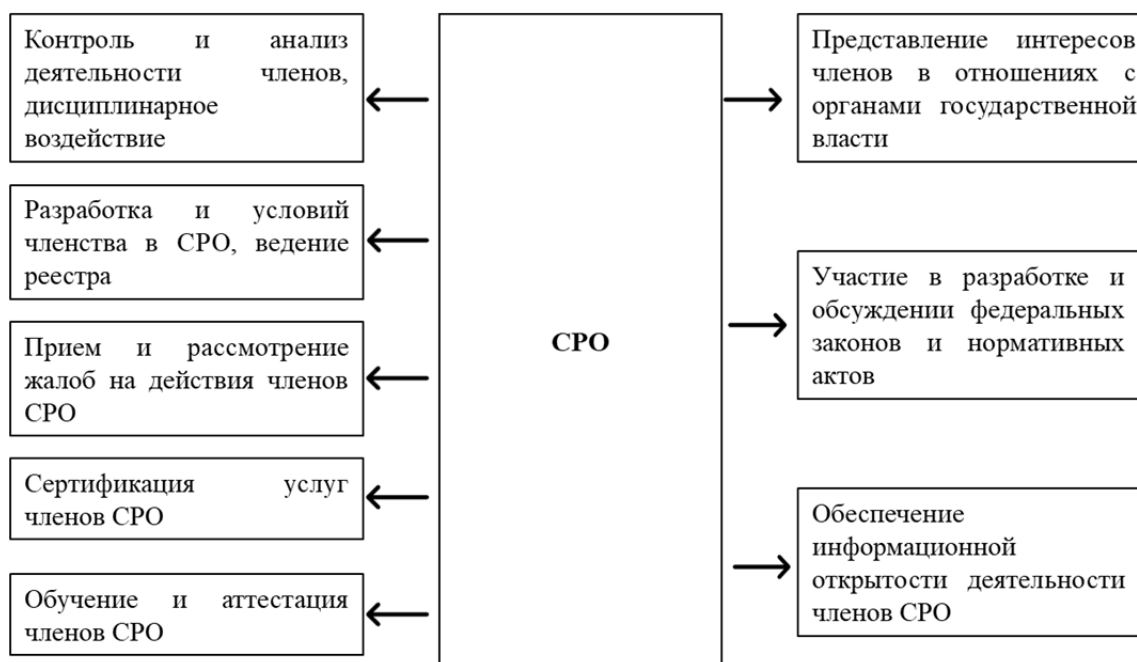 Контроль и анализ
деятельности членов,
дисциплинарное
воздействие
Разработка и условий
членства в СРО, ведение
реестра
Прием и рассмотрение
жалоб на действия членов
СРО
Сертификация услуг
членов СРО
Обучение и аттестация
членов СРО
СРО
Представление интересов
членов в отношениях с
органами государственной
власти
Участие в разработке и
обсуждении федеральных
законов и нормативных
актов
Обеспечение
информационной
открытости деятельности
членов СРО